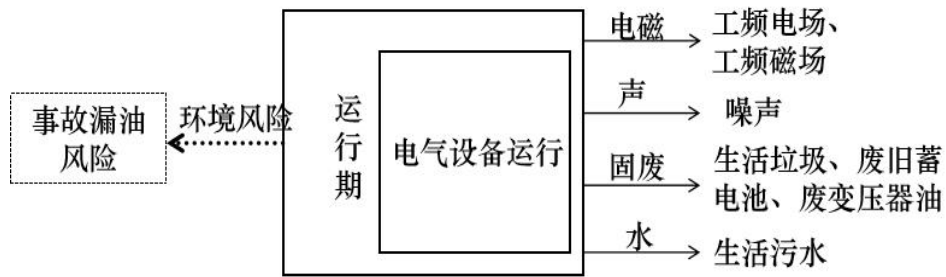 事故漏油
风险
环境风险
运行期
电气设备运行
电磁
工频电场、
工频磁场
声
噪声
固废
生活垃圾、废旧蓄
电池、废变压器油
水
生活污水